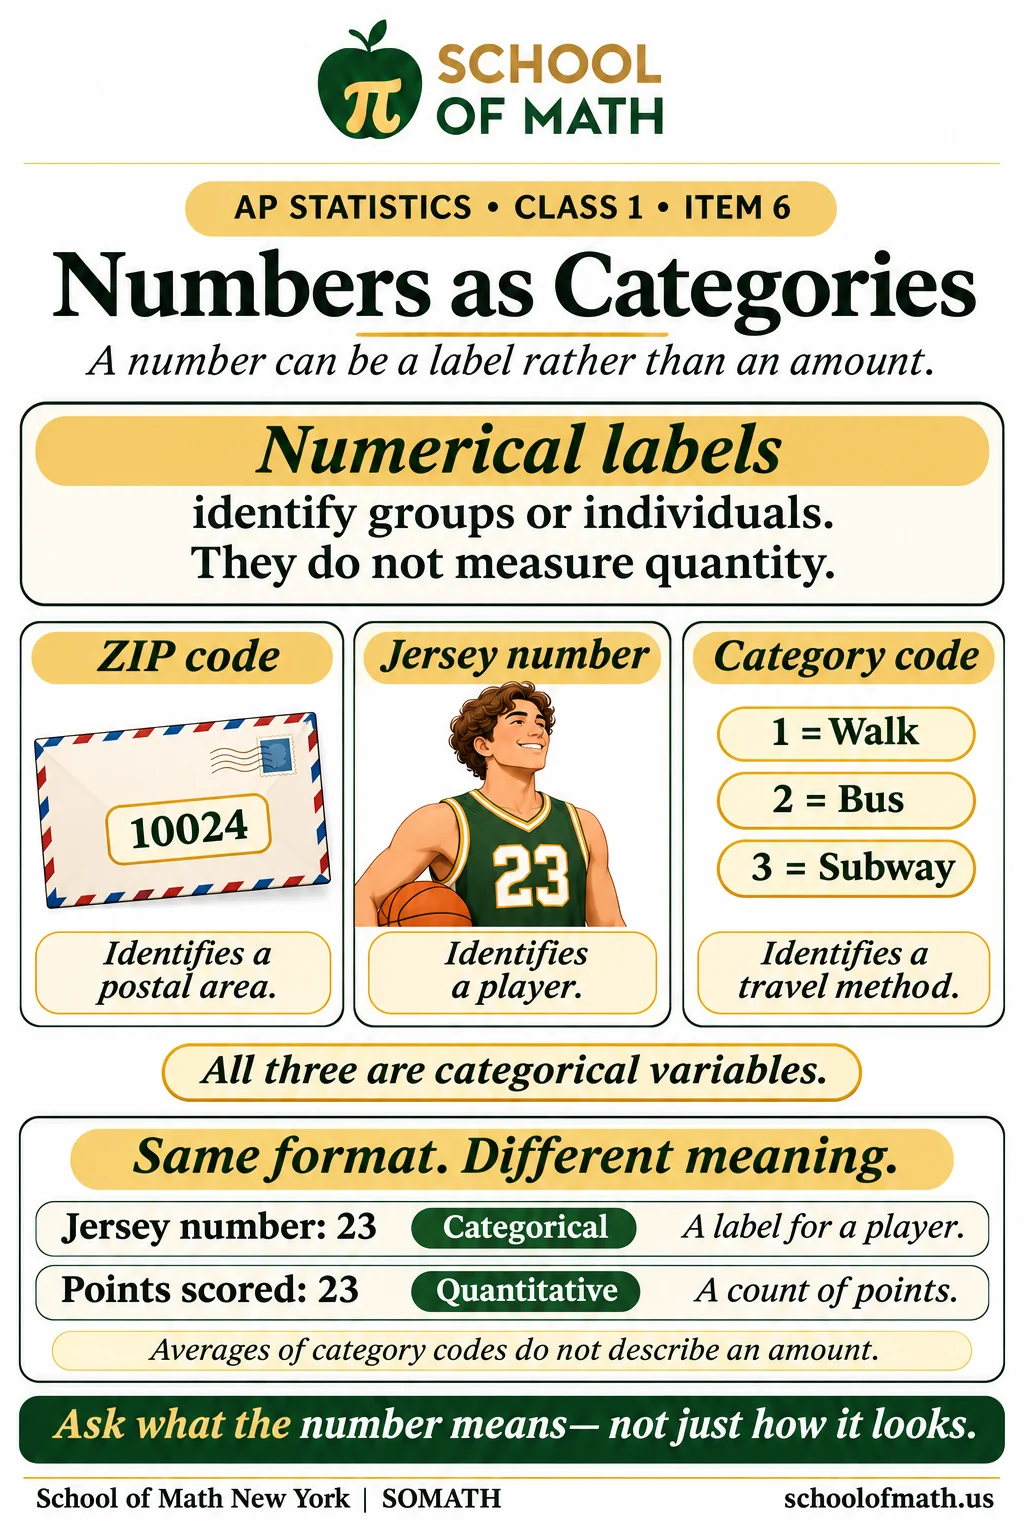 π
SCHOOL
OF MATH
AP STATISTICS • CLASS 1 • ITEM 6
Numbers as Categories
A number can be a label rather than an amount.
Numerical labels
identify groups or individuals.
They do not measure quantity.
ZIP code
10024
Identifies a
postal area.
Jersey number
23
Identifies
a player.
Category code
1 = Walk
2 = Bus
3 = Subway
Identifies a
travel method.
All three are categorical variables.
Same format. Different meaning.
Jersey number: 23 Categorical A label for a player.
Points scored: 23 Quantitative A count of points.
Averages of category codes do not describe an amount.
Ask what the number means— not just how it looks.
School of Math New York | SOMATH schoolofmath.us